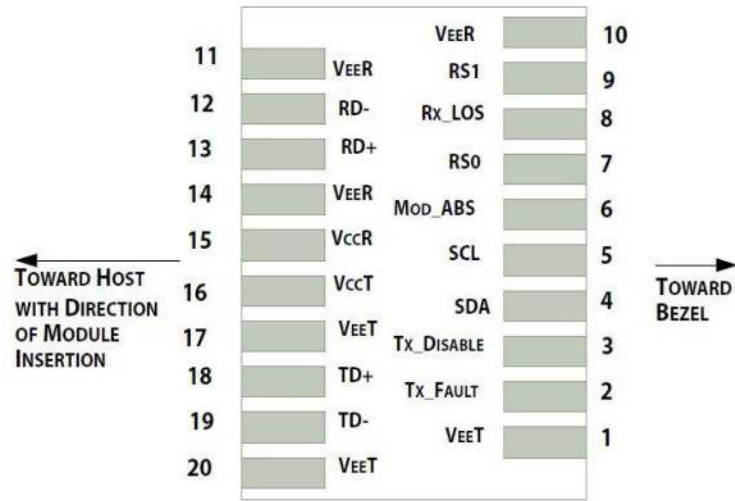 11 VEER
12 RD-
13 RD+
14 VEER
15 VCCR
16 VCCT
17 VEET
18 TD+
19 TD-
20 VEET
VEER 10
RS1 9
RX_LOS 8
RS0 7
MOD_ABS 6
SCL 5
SDA 4
TX_DISABLE 3
TX_FAULT 2
VEET 1
TOWARD HOST
WITH DIRECTION
OF MODULE
INSERTION
TOWARD
BEZEL